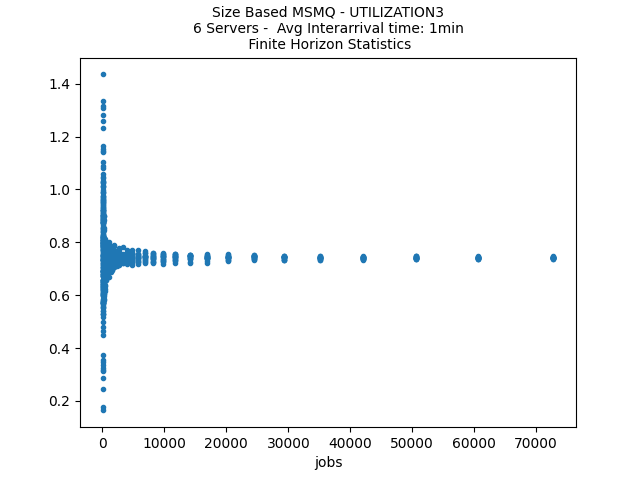 Size Based MSMQ - UTILIZATION3
6 Servers -  Avg Interarrival time: 1min
Finite Horizon Statistics
1.4
1.2
1.0
0.8
0.6
0.4
0.2
0 10000 20000 30000 40000 50000 60000 70000
jobs